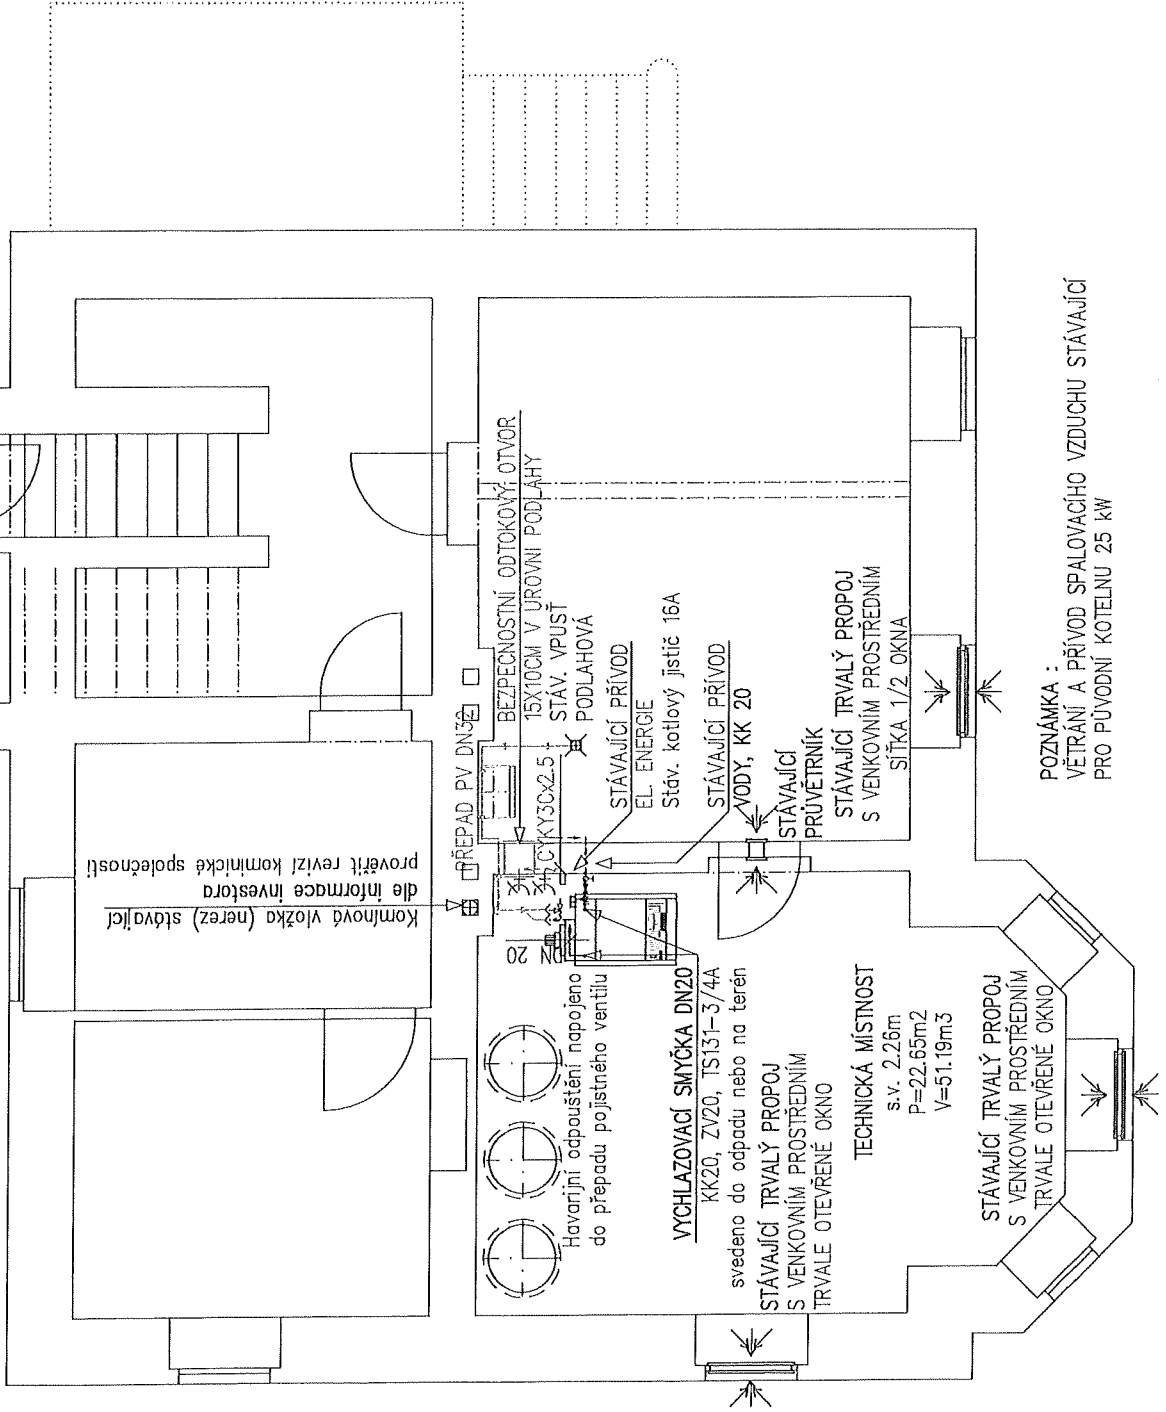 Komínová vložka (nerez) stávající
dle informace investora
prověřit revizí kominické společnosti
PŘEPAD PV DN32
BEZPEČNOSTNÍ ODTOKOVÝ OTVOR
15X10CM V ÚROVNI PODLAHY
STÁV. VPUSŤ
PODLAHOVÁ
CYKY3Cx2.5
STÁVAJÍCÍ PŘÍVOD
EL. ENERGIE
Stáv. kotlový jistič 16A
STÁVAJÍCÍ PŘÍVOD
VODY, KK 20
STÁVAJÍCÍ
PRŮVĚTRNÍK
STÁVAJÍCÍ TRVALÝ PROPOJ
S VENKOVNÍM PROSTŘEDNÍM
SÍŤKA 1/2 OKNA
DN 20
Havarijní odpouštění napojeno
do přepadu pojistného ventilu
VYCHLAZOVACÍ SMYČKA DN20
KK20, ZV20, TS131-3/4A
svedeno do odpadu nebo na terén
STÁVAJÍCÍ TRVALÝ PROPOJ
S VENKOVNÍM PROSTŘEDNÍM
TRVALE OTEVŘENÉ OKNO
TECHNICKÁ MÍSTNOST
s.v. 2.26m
P=22.65m2
V=51.19m3
STÁVAJÍCÍ TRVALÝ PROPOJ
S VENKOVNÍM PROSTŘEDNÍM
TRVALE OTEVŘENÉ OKNO
POZNÁMKA :
VĚTRÁNÍ A PŘÍVOD SPALOVACÍHO VZDUCHU STÁVAJÍCÍ
PRO PŮVODNÍ KOTELNU 25 kW